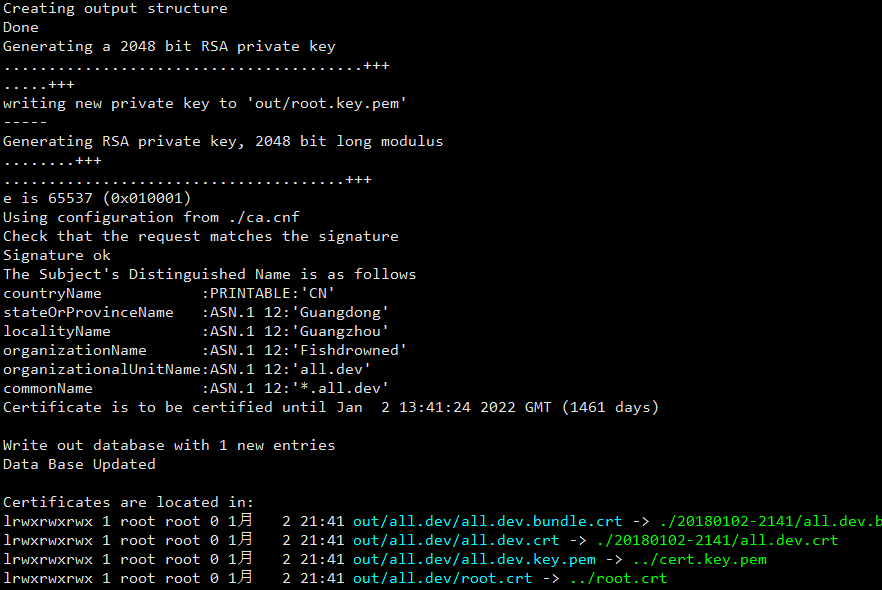 Creating output structure
Done
Generating a 2048 bit RSA private key
........................................+++
.....+++
writing new private key to 'out/root.key.pem'
-----
Generating RSA private key, 2048 bit long modulus
........+++
......................................+++
e is 65537 (0x010001)
Using configuration from ./ca.cnf
Check that the request matches the signature
Signature ok
The Subject's Distinguished Name is as follows
countryName           :PRINTABLE:'CN'
stateOrProvinceName   :ASN.1 12:'Guangdong'
localityName          :ASN.1 12:'Guangzhou'
organizationName      :ASN.1 12:'Fishdrowned'
organizationalUnitName:ASN.1 12:'all.dev'
commonName            :ASN.1 12:'*.all.dev'
Certificate is to be certified until Jan  2 13:41:24 2022 GMT (1461 days)

Write out database with 1 new entries
Data Base Updated

Certificates are located in:
lrwxrwxrwx 1 root root 0 1月   2 21:41 out/all.dev/all.dev.bundle.crt -> ./20180102-2141/all.dev.b
lrwxrwxrwx 1 root root 0 1月   2 21:41 out/all.dev/all.dev.crt -> ./20180102-2141/all.dev.crt
lrwxrwxrwx 1 root root 0 1月   2 21:41 out/all.dev/all.dev.key.pem -> ../cert.key.pem
lrwxrwxrwx 1 root root 0 1月   2 21:41 out/all.dev/root.crt -> ../root.crt